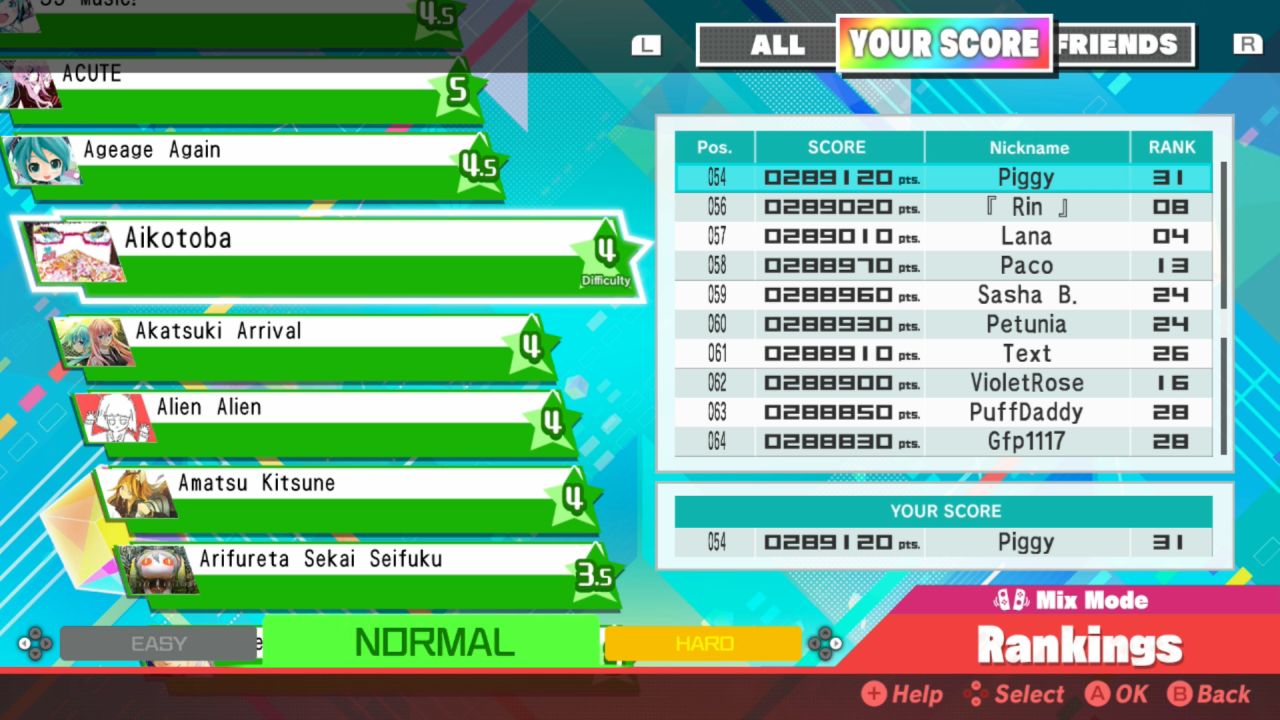 39 Music!
4.5
L
ALL
YOUR SCORE
FRIENDS
R
ACUTE
5
Ageage Again
4.5
Aikotoba
4
Difficulty
Akatsuki Arrival
4
Alien Alien
4
Amatsu Kitsune
4
Arifureta Sekai Seifuku
3.5
Pos. SCORE Nickname RANK
054 0289120 pts. Piggy 31
056 0289020 pts. 『 Rin 』 08
057 0289010 pts. Lana 04
058 0288970 pts. Paco 13
059 0288960 pts. Sasha B. 24
060 0288930 pts. Petunia 24
061 0288910 pts. Text 26
062 0288900 pts. VioletRose 16
063 0288850 pts. PuffDaddy 28
064 0288830 pts. Gfp1117 28
YOUR SCORE
054 0289120 pts. Piggy 31
Mix Mode
Rankings
EASY
NORMAL
HARD
+ Help Select A OK B Back